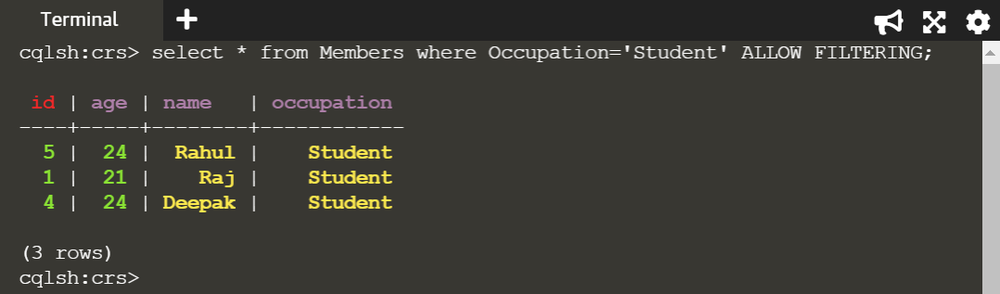 Terminal
cqlsh:crs> select * from Members where Occupation='Student' ALLOW FILTERING;
 id | age | name   | occupation
----+-----+--------+------------
  5 |  24 |  Rahul |    Student
  1 |  21 |    Raj |    Student
  4 |  24 | Deepak |    Student
(3 rows)
cqlsh:crs>